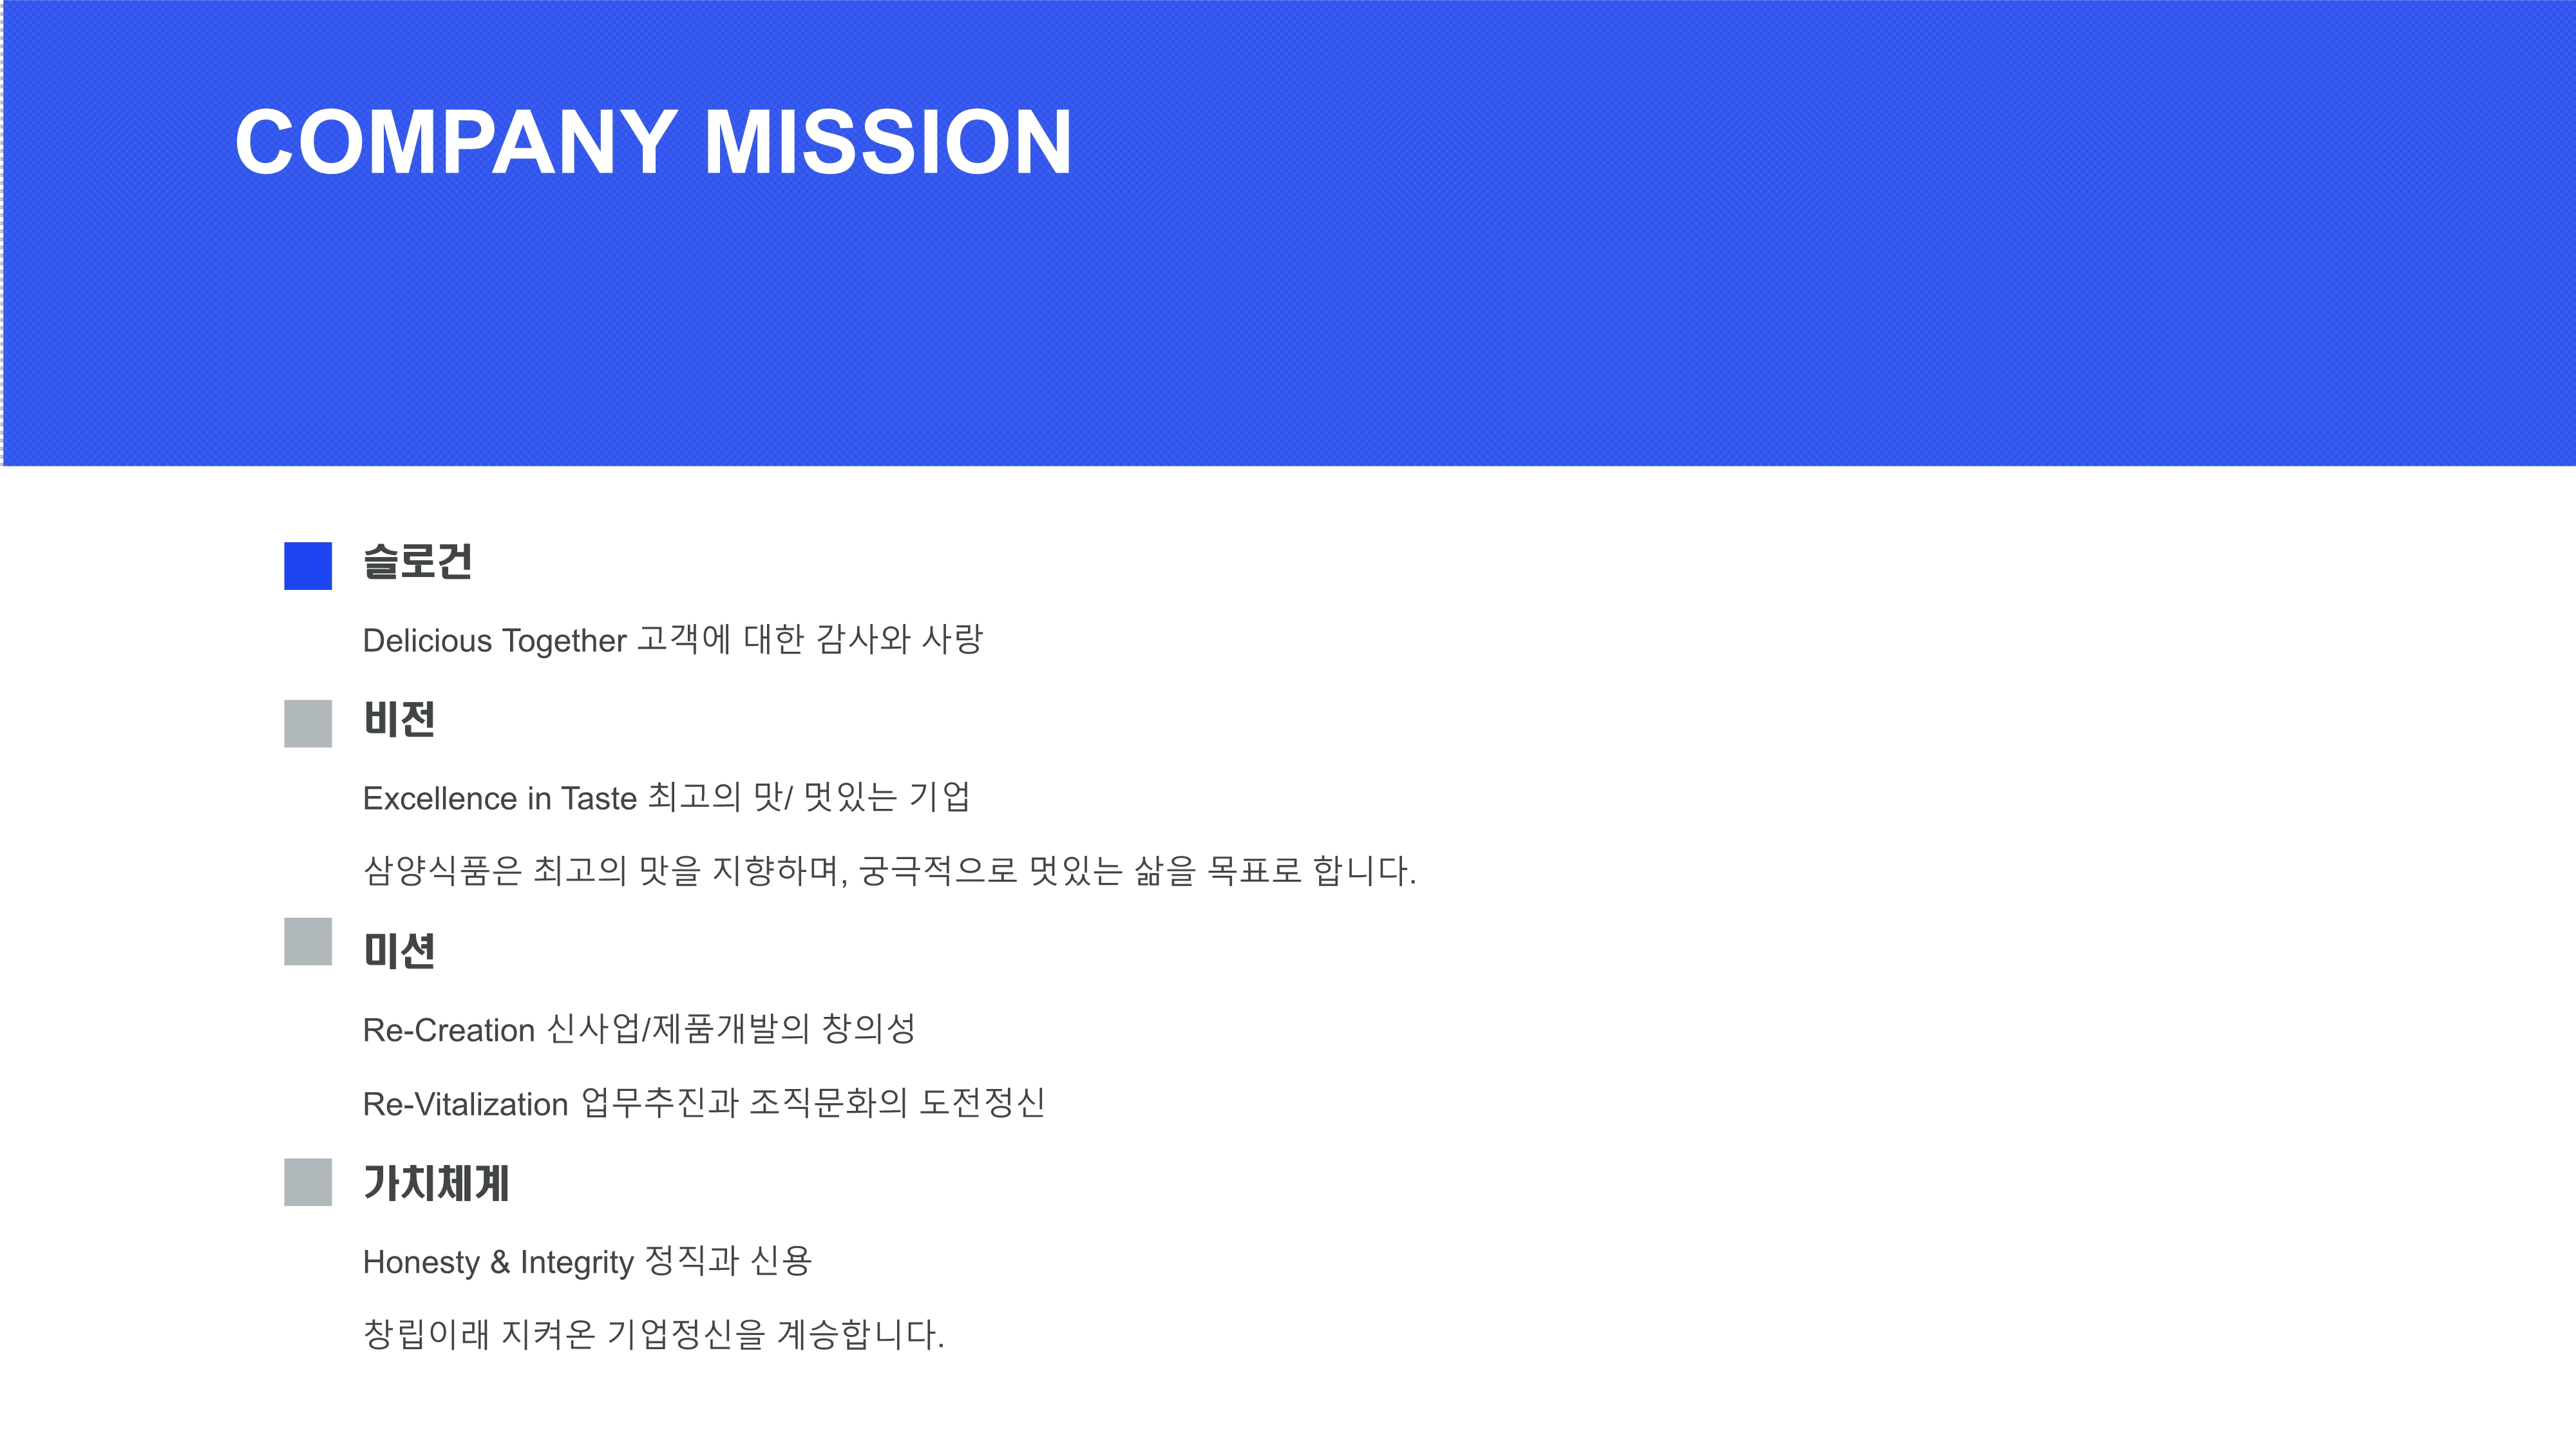 COMPANY MISSION
슬로건
Delicious Together 고객에 대한 감사와 사랑
비전
Excellence in Taste 최고의 맛/ 멋있는 기업
삼양식품은 최고의 맛을 지향하며, 궁극적으로 멋있는 삶을 목표로 합니다.
미션
Re-Creation 신사업/제품개발의 창의성
Re-Vitalization 업무추진과 조직문화의 도전정신
가치체계
Honesty & Integrity 정직과 신용
창립이래 지켜온 기업정신을 계승합니다.